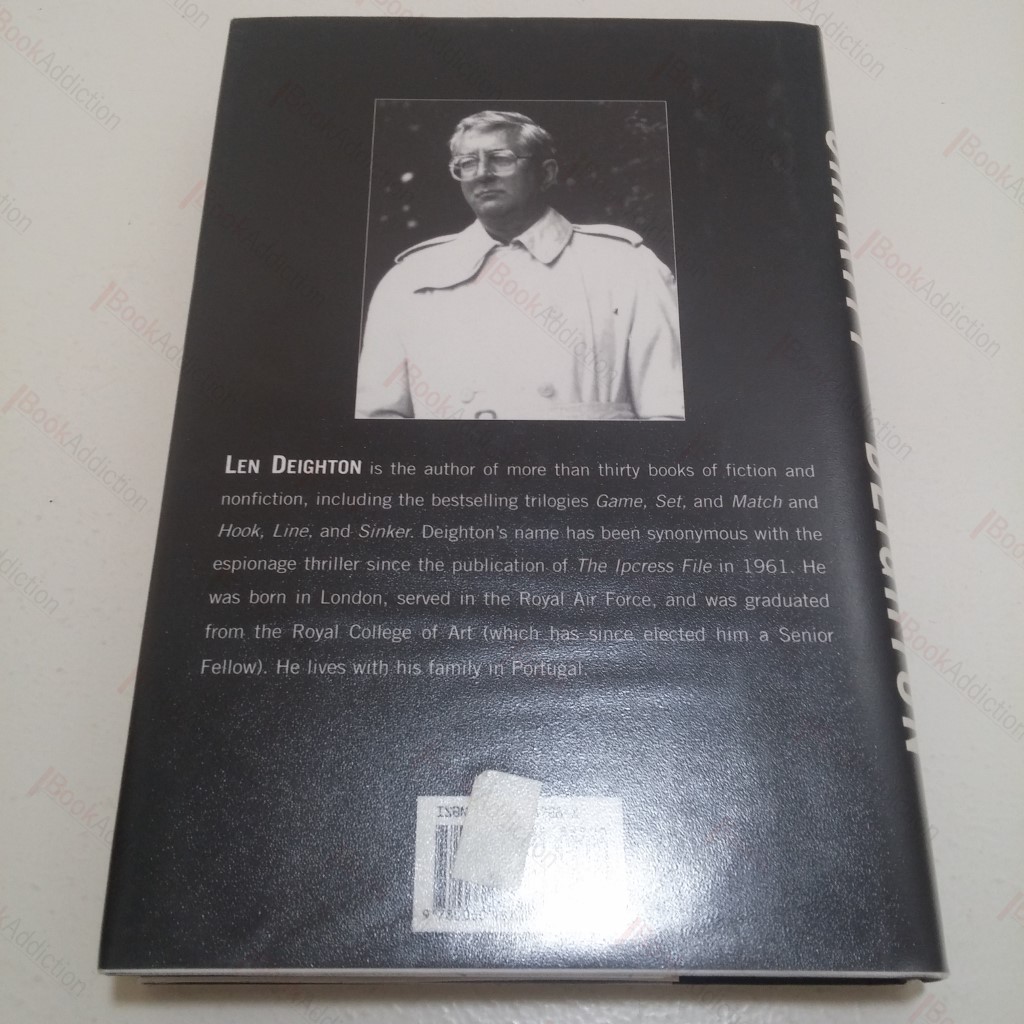 LEN DEIGHTON is the author of more than thirty books of fiction and
nonfiction, including the bestselling trilogies Game, Set, and Match and
Hook, Line, and Sinker. Deighton's name has been synonymous with the
espionage thriller since the publication of The Ipcress File in 1961. He
was born in London, served in the Royal Air Force, and was graduated
from the Royal College of Art (which has since elected him a Senior
Fellow). He lives with his family in Portugal.
ISBN
DEIGHTON
BookAddiction